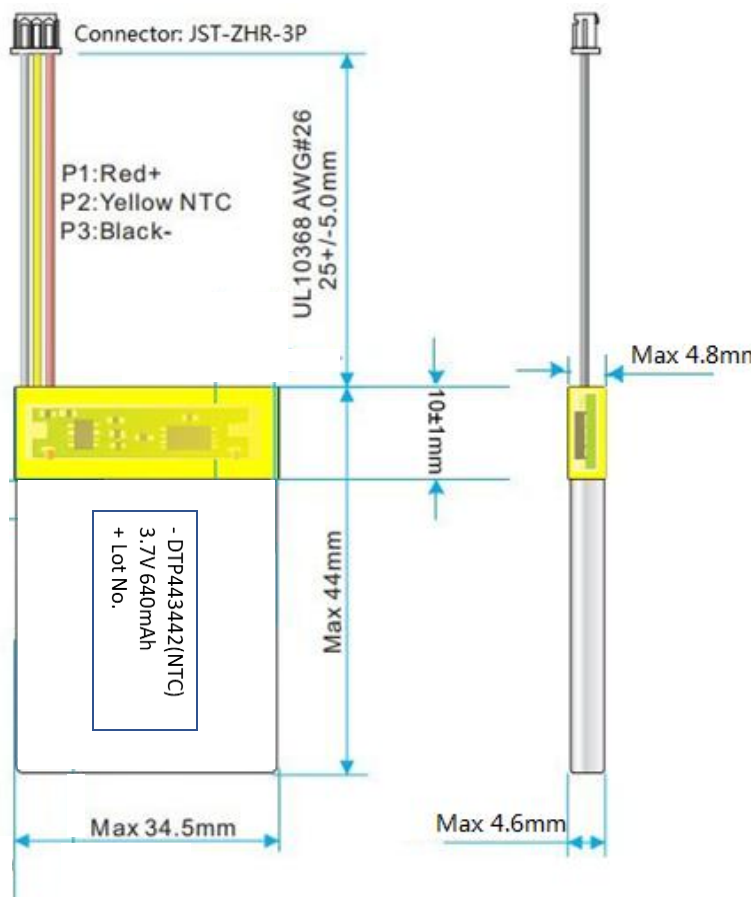 Connector: JST-ZHR-3P
P1:Red+
P2:Yellow NTC
P3:Black-
UL10368 AWG#26
25+/-5.0mm
Max 4.8mm
10±1mm
- DTP443442(NTC)
3.7V 640mAh
+ Lot No.
Max 44mm
Max 34.5mm
Max 4.6mm